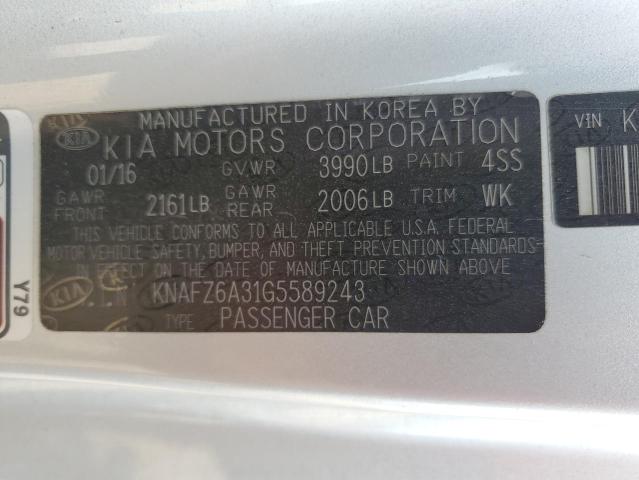 MANUFACTURED IN KOREA BY
KIA KIA MOTORS CORPORATION
01/16 GVWR 3990LB PAINT 4SS
GAWR FRONT 2161LB GAWR REAR 2006LB TRIM WK
THIS VEHICLE CONFORMS TO ALL APPLICABLE U.S.A. FEDERAL
MOTOR VEHICLE SAFETY, BUMPER, AND THEFT PREVENTION STANDARDS
IN EFFECT ON THE DATE OF MANUFACTURE SHOWN ABOVE
V.I.N KNAFZ6A31G5589243
TYPE PASSENGER CAR
KIA
Y79
VIN K